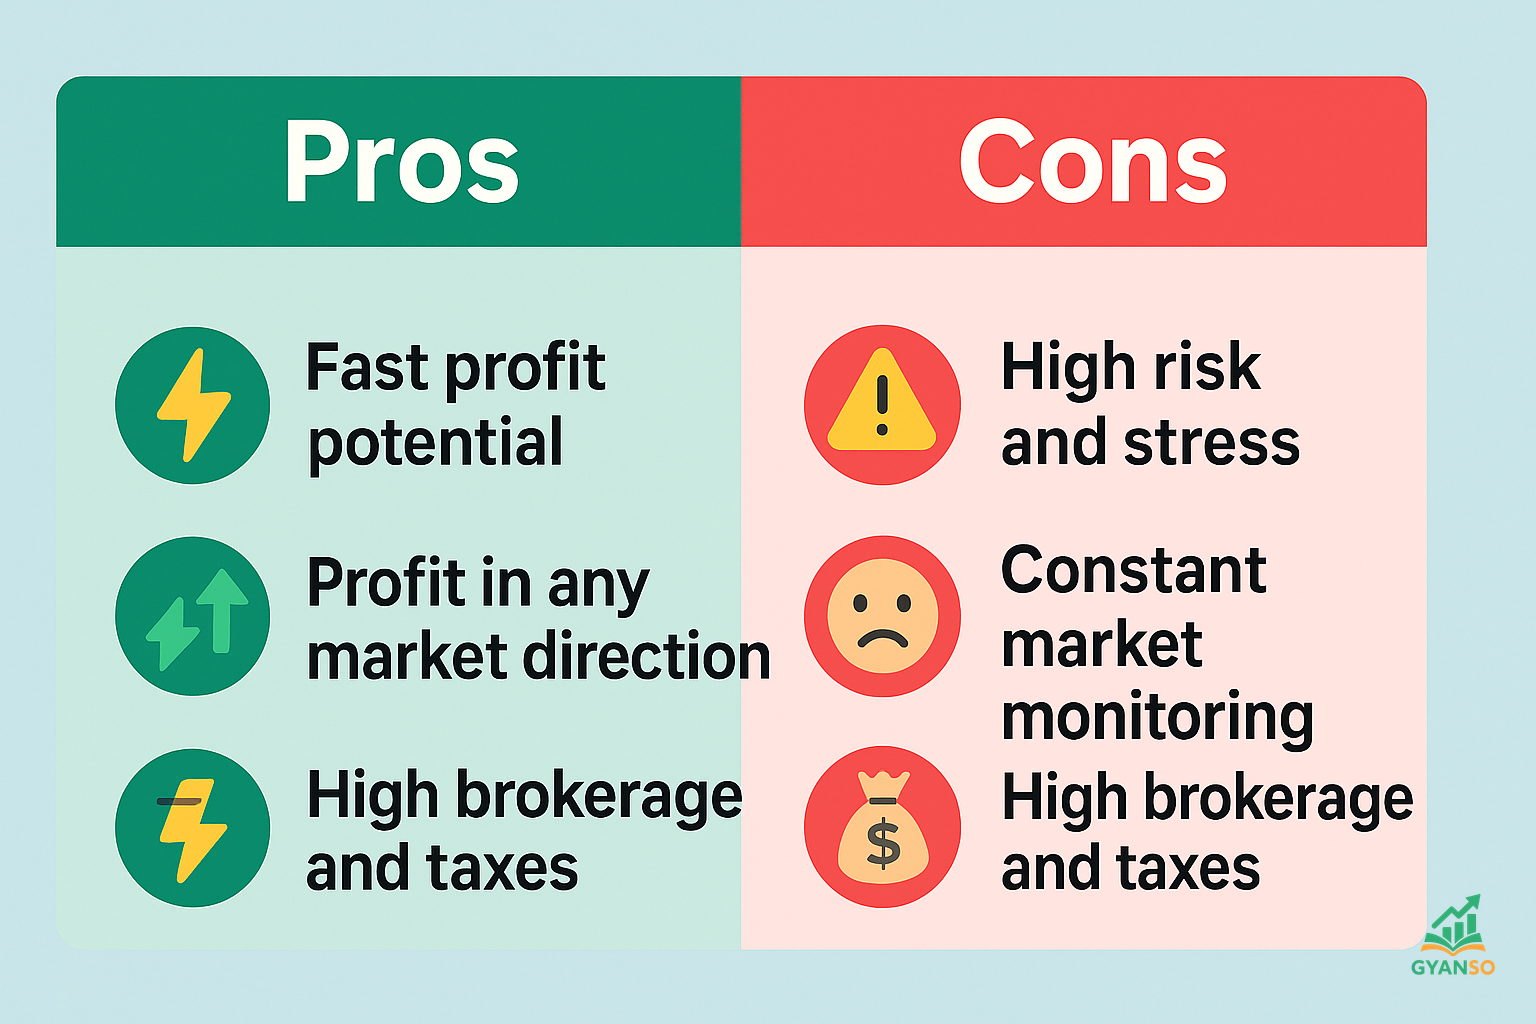 Pros
Fast profit
potential
Profit in any
market direction
High brokerage
and taxes
Cons
High risk
and stress
Constant
market
monitoring
High brokerage
and taxes
$
GYANSO